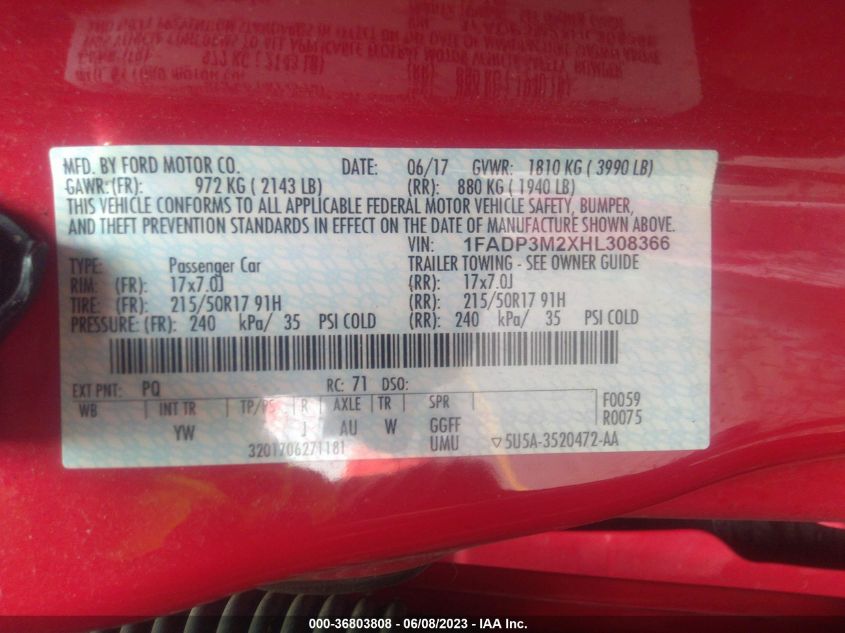 MFD. BY FORD MOTOR CO. DATE: 06/17 GVWR: 1810 KG ( 3990 LB)
GAWR:(FR): 972 KG ( 2143 LB) (RR): 880 KG ( 1940 LB)
THIS VEHICLE CONFORMS TO ALL APPLICABLE FEDERAL MOTOR VEHICLE SAFETY, BUMPER,
AND THEFT PREVENTION STANDARDS IN EFFECT ON THE DATE OF MANUFACTURE SHOWN ABOVE.
VIN: 1FADP3M2XHL308366
TYPE: Passenger Car TRAILER TOWING - SEE OWNER GUIDE
RIM: (FR): 17x7.0J (RR): 17x7.0J
TIRE: (FR): 215/50R17 91H (RR): 215/50R17 91H
PRESSURE: (FR): 240 kPa/ 35 PSI COLD (RR): 240 kPa/ 35 PSI COLD
EXT PNT: PQ RC: 71 DSO:
WB INT TR TP/PS R AXLE TR SPR F0059
YW J AU W GGFF R0075
3201706271181 UMU 5U5A-3520472-AA
000-36803808 - 06/08/2023 - IAA Inc.